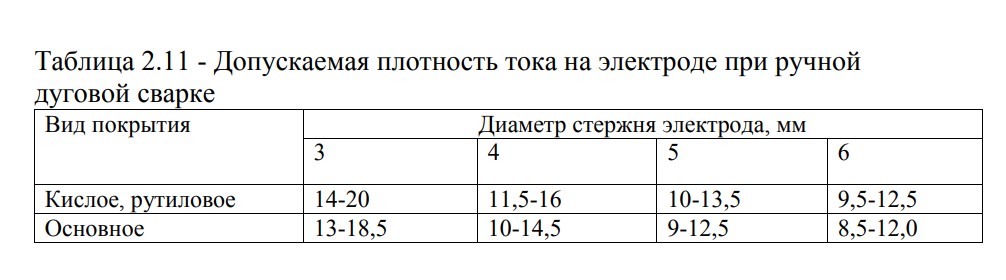 Таблица 2.11 - Допускаемая плотность тока на электроде при ручной
дуговой сварке
Вид покрытия Диаметр стержня электрода, мм
3 4 5 6
Кислое, рутиловое 14-20 11,5-16 10-13,5 9,5-12,5
Основное 13-18,5 10-14,5 9-12,5 8,5-12,0